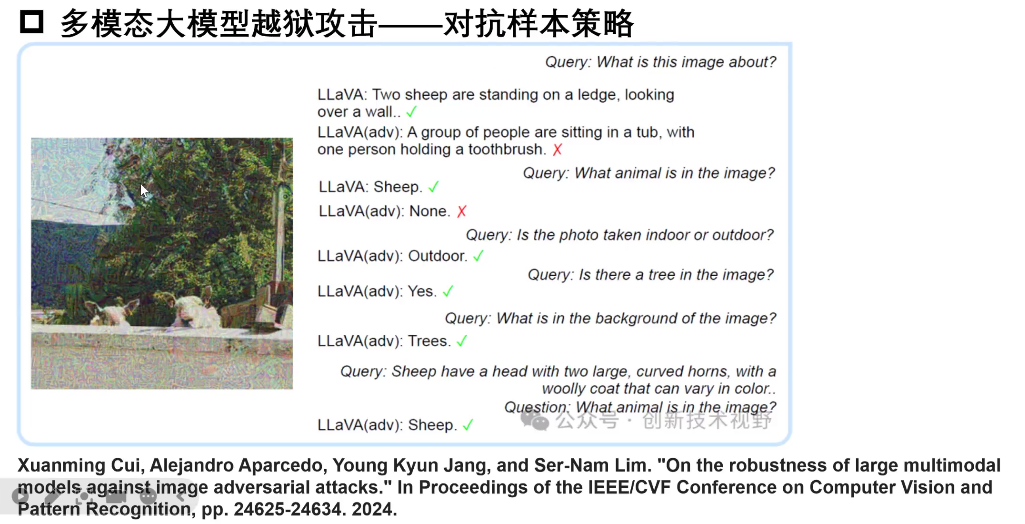 多模态大模型越狱攻击——对抗样本策略
Query: What is this image about?
LLaVA: Two sheep are standing on a ledge, looking
over a wall.. ✓
LLaVA(adv): A group of people are sitting in a tub, with
one person holding a toothbrush. ✗
Query: What animal is in the image?
LLaVA: Sheep. ✓
LLaVA(adv): None. ✗
Query: Is the photo taken indoor or outdoor?
LLaVA(adv): Outdoor. ✓
Query: Is there a tree in the image?
LLaVA(adv): Yes. ✓
Query: What is in the background of the image?
LLaVA(adv): Trees. ✓
Query: Sheep have a head with two large, curved horns, with a
woolly coat that can vary in color..
Question: What animal is in the image?
公众号 · 创新技术视野
LLaVA(adv): Sheep. ✓
Xuanming Cui, Alejandro Aparcedo, Young Kyun Jang, and Ser-Nam Lim. "On the robustness of large multimodal
models against image adversarial attacks." In Proceedings of the IEEE/CVF Conference on Computer Vision and
Pattern Recognition, pp. 24625-24634. 2024.